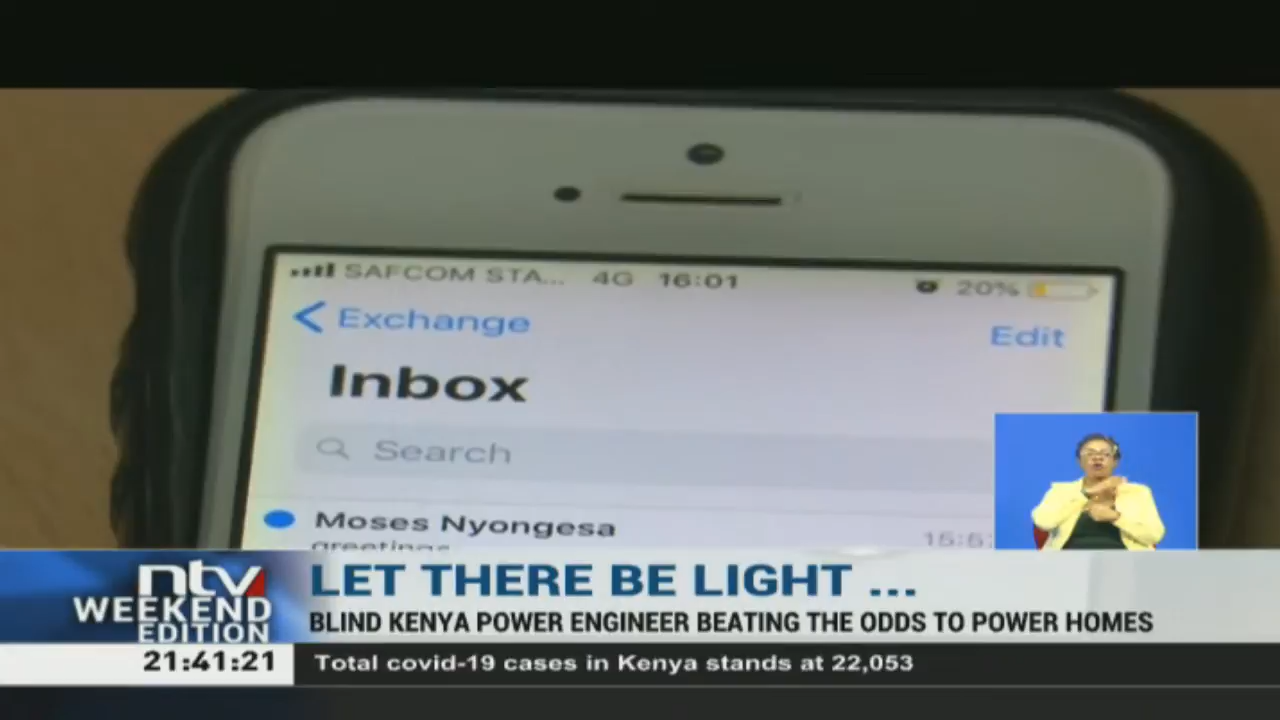 SAFCOM STA... 4G 16:01 20%
Exchange
Edit
Inbox
Search
Moses Nyongesa
greetings
ntv
WEEKEND
EDITION
LET THERE BE LIGHT ...
BLIND KENYA POWER ENGINEER BEATING THE ODDS TO POWER HOMES
21:41:21
Total covid-19 cases in Kenya stands at 22,053